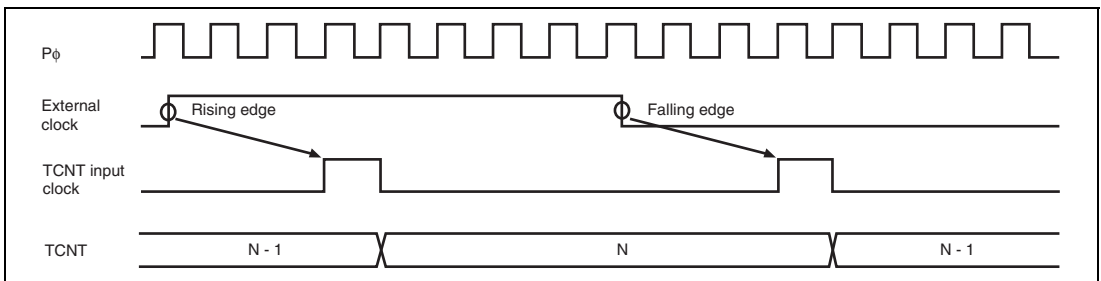 Pϕ
External
clock
Rising edge
Falling edge
TCNT input
clock
TCNT
N - 1
N
N - 1